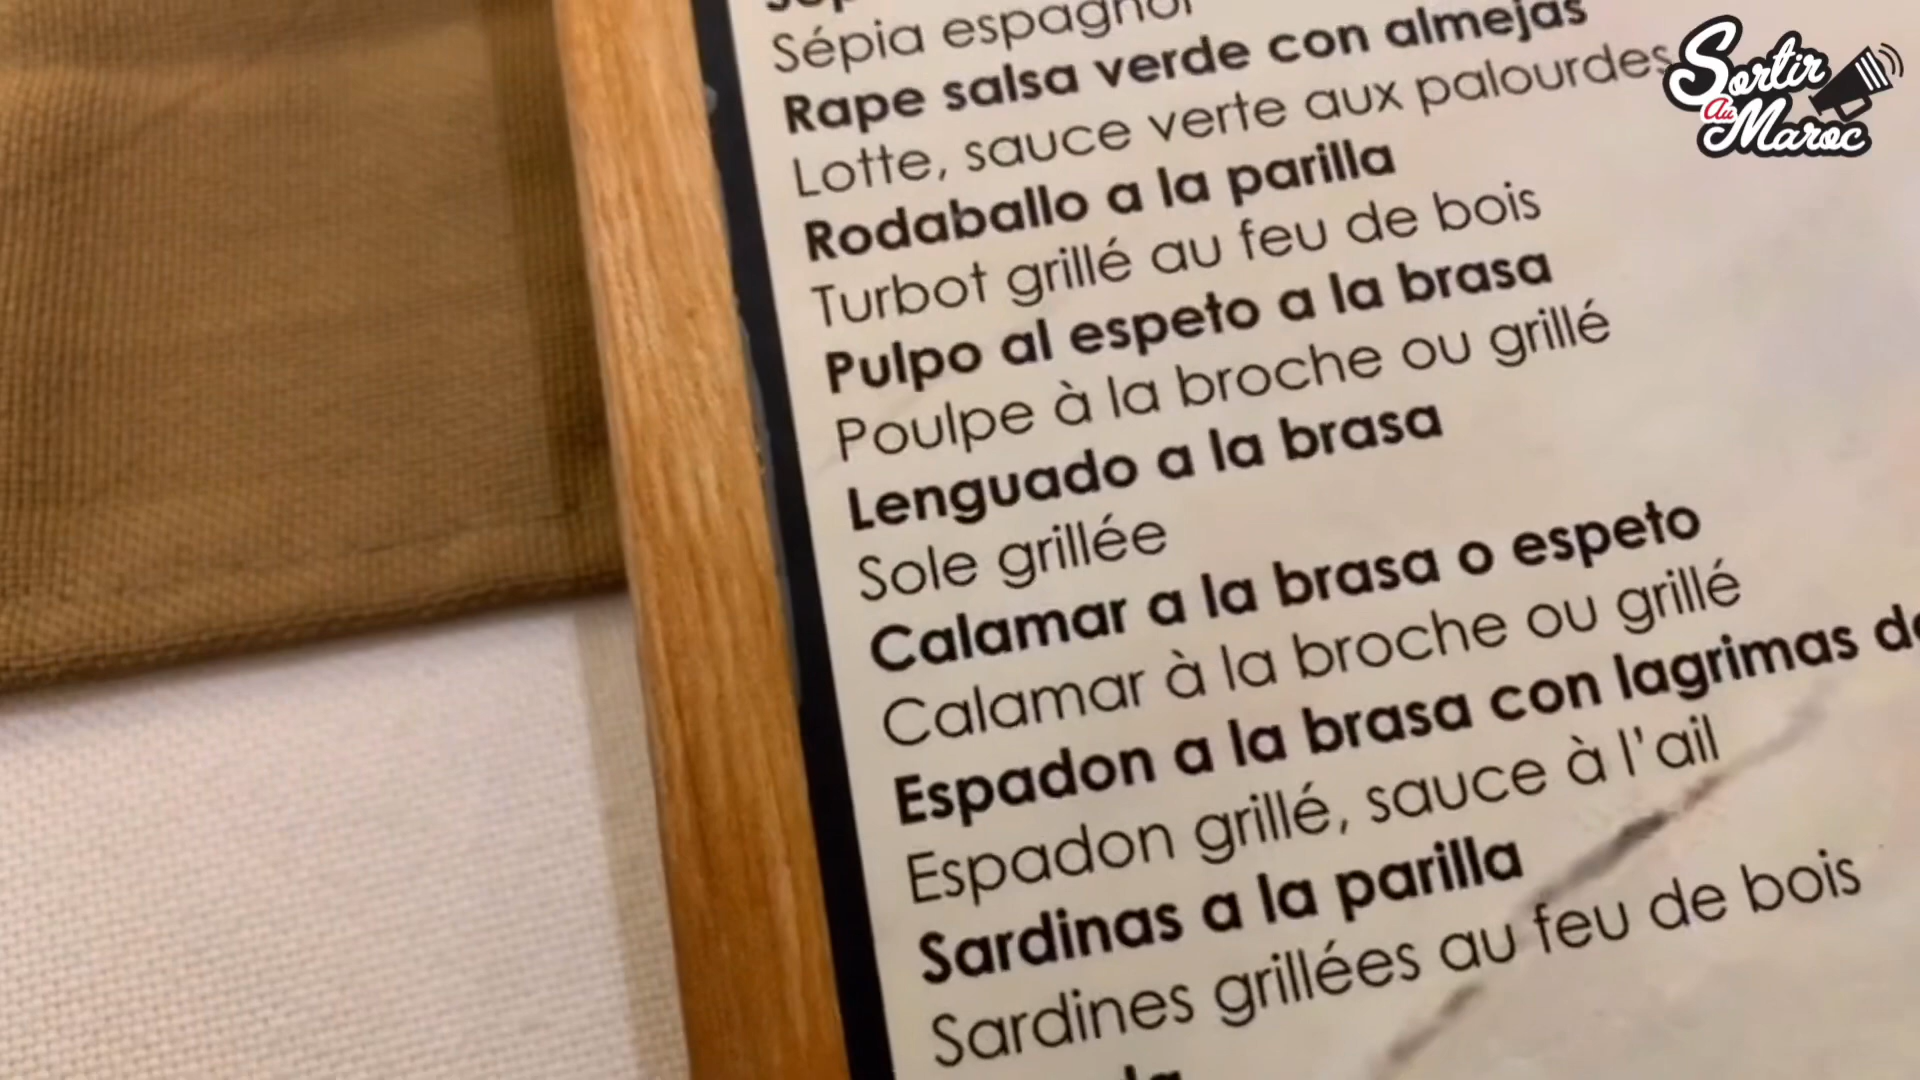 Sépia espagnol
Rape salsa verde con almejas
Lotte, sauce verte aux palourdes
Rodaballo a la parilla
Turbot grillé au feu de bois
Pulpo al espeto a la brasa
Poulpe à la broche ou grillé
Lenguado a la brasa
Sole grillée
Calamar a la brasa o espeto
Calamar à la broche ou grillé
Espadon a la brasa con lagrimas
Espadon grillé, sauce à l'ail
Sardinas a la parilla
Sardines grillées au feu de bois
Sortir
Au
Maroc